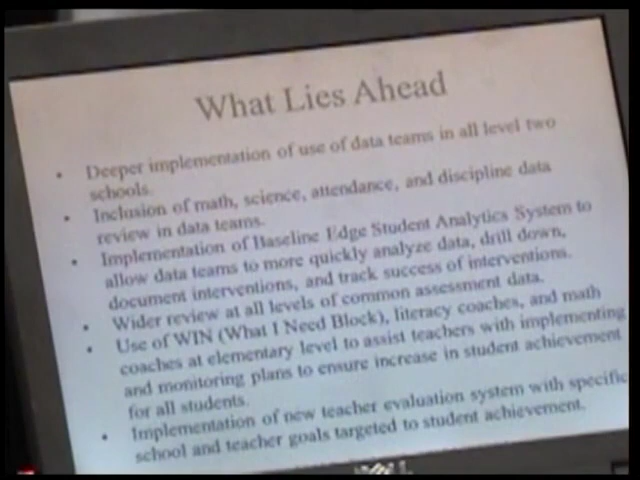 What Lies Ahead
• Deeper implementation of use of data teams in all level two
schools.
• Inclusion of math, science, attendance, and discipline data
review in data teams.
• Implementation of Baseline Edge Student Analytics System to
allow data teams to more quickly analyze data, drill down,
document interventions, and track success of interventions.
• Wider review at all levels of common assessment data.
• Use of WIN (What I Need Block), literacy coaches, and math
coaches at elementary level to assist teachers with implementing
and monitoring plans to ensure increase in student achievement
for all students.
• Implementation of new teacher evaluation system with specific
school and teacher goals targeted to student achievement.
DELL